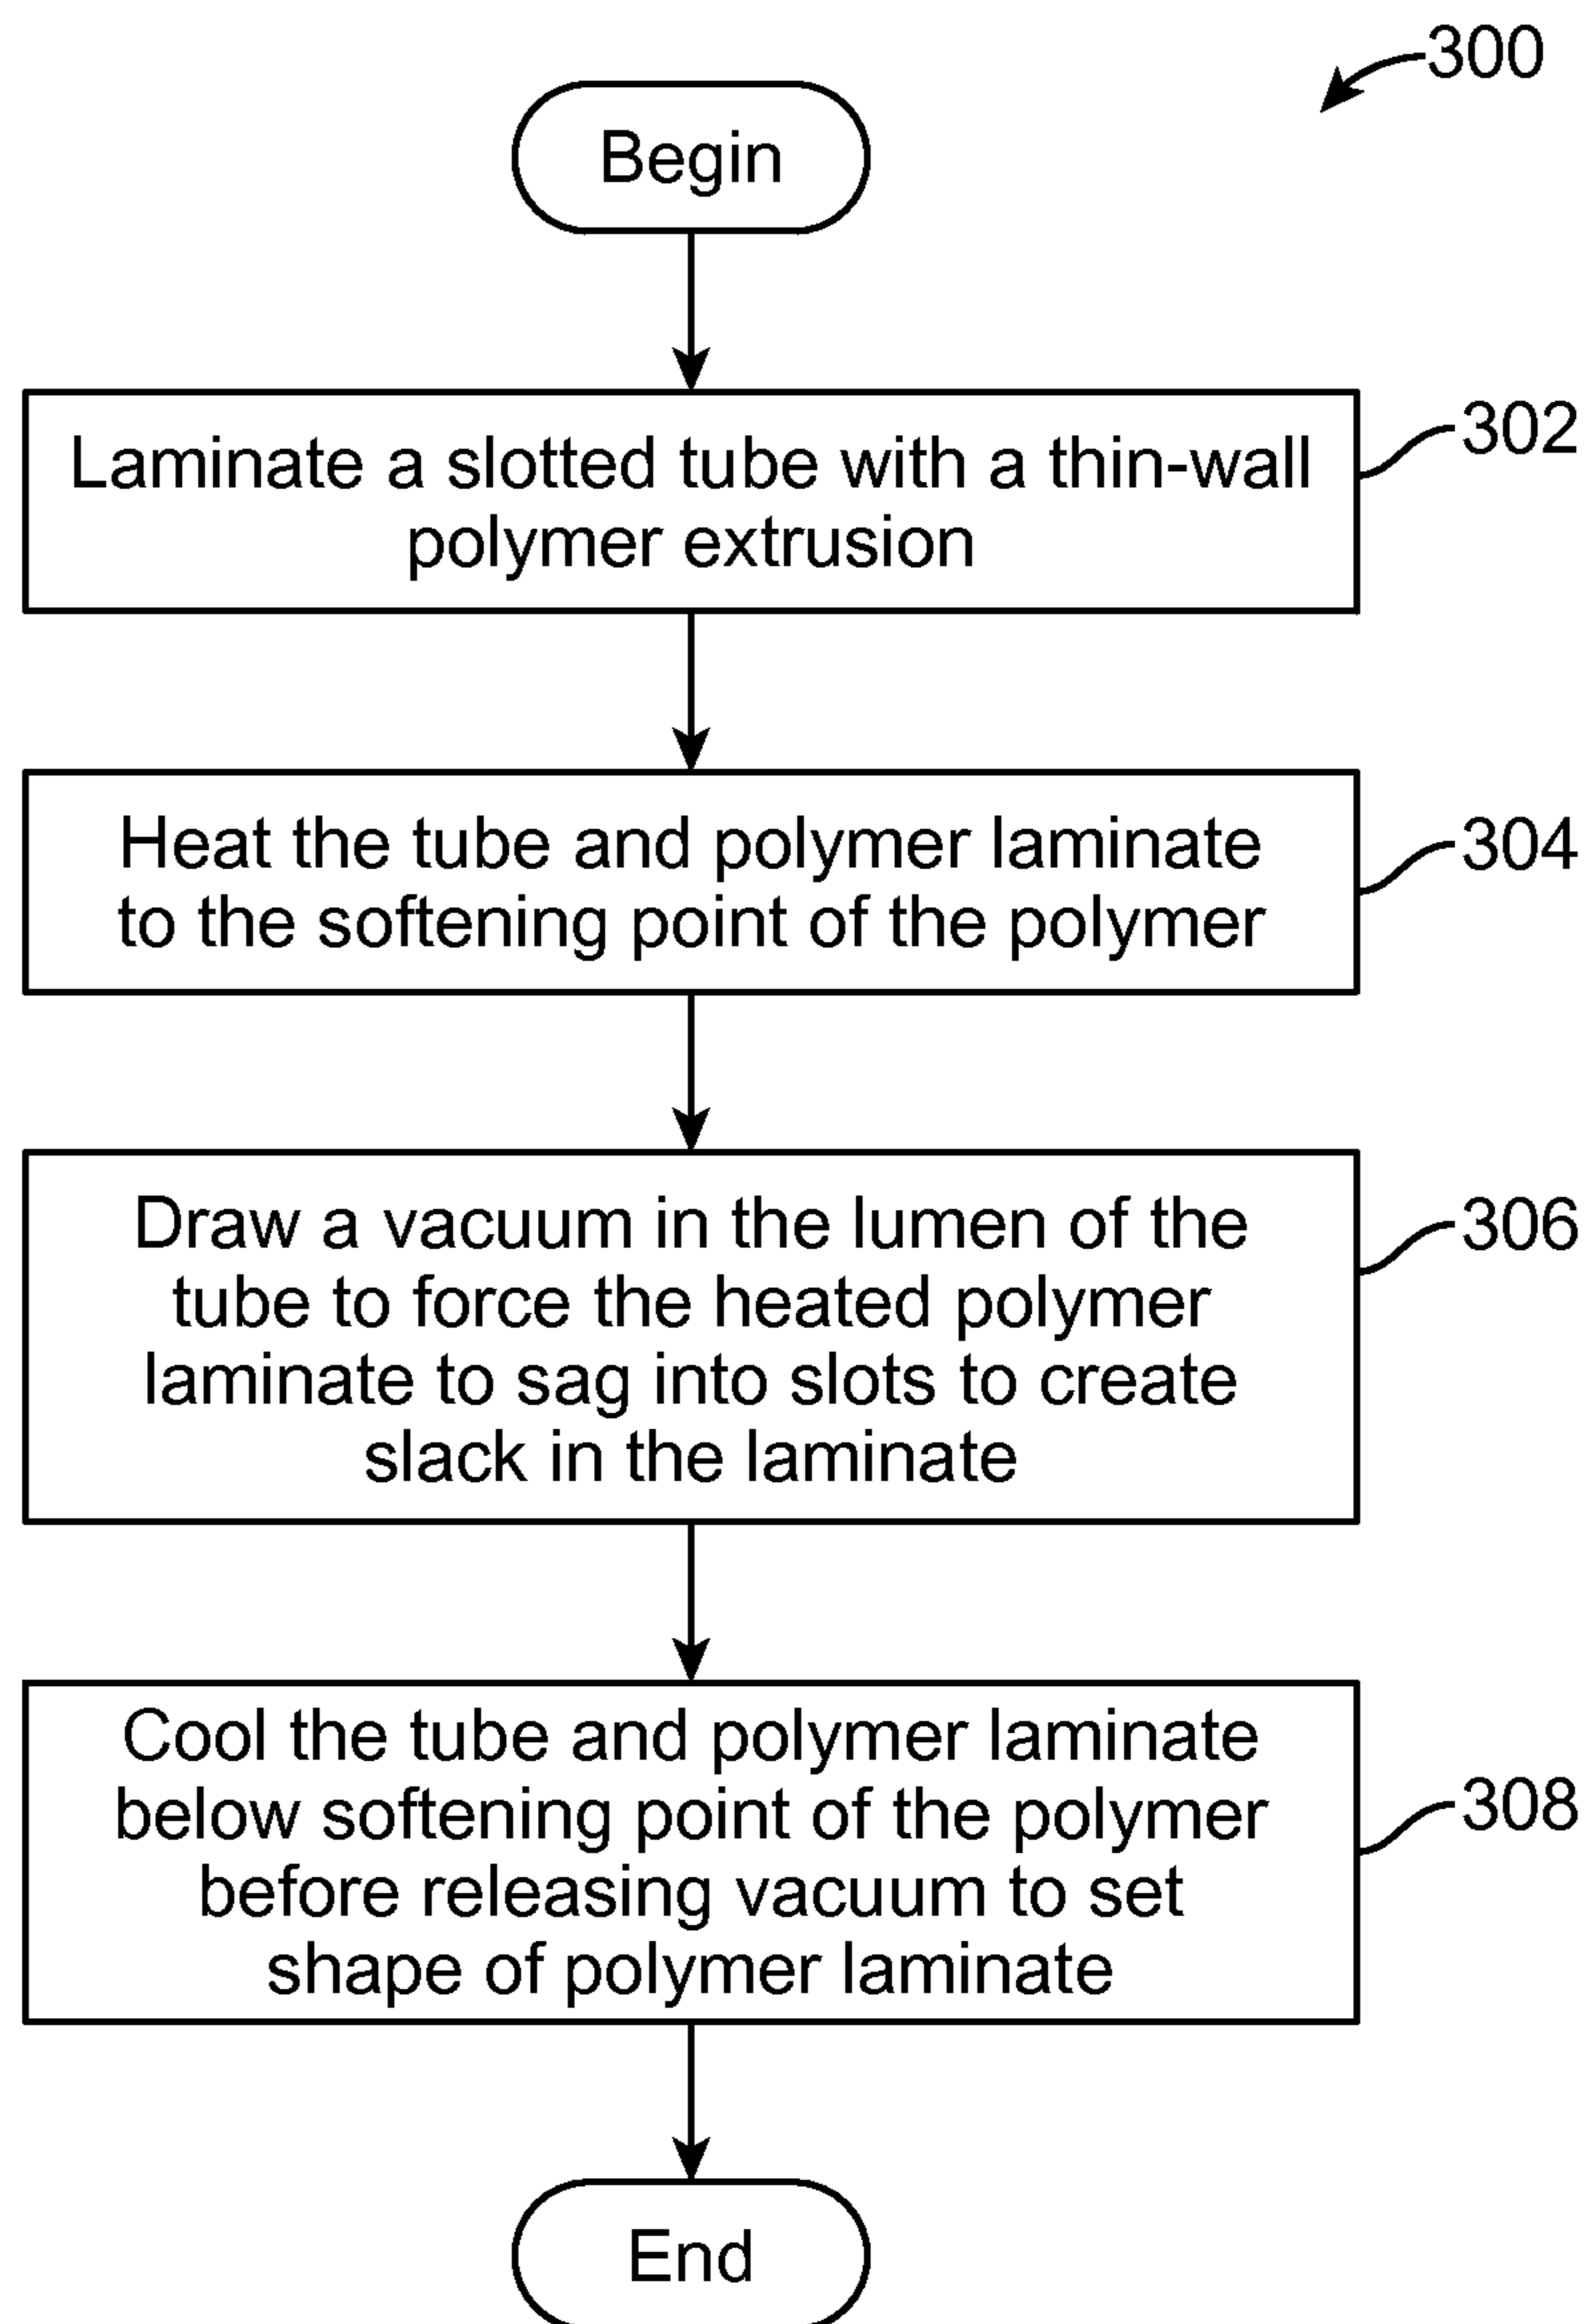 300
Begin
302
Laminate a slotted tube with a thin-wall
polymer extrusion
304
Heat the tube and polymer laminate
to the softening point of the polymer
306
Draw a vacuum in the lumen of the
tube to force the heated polymer
laminate to sag into slots to create
slack in the laminate
308
Cool the tube and polymer laminate
below softening point of the polymer
before releasing vacuum to set
shape of polymer laminate
End